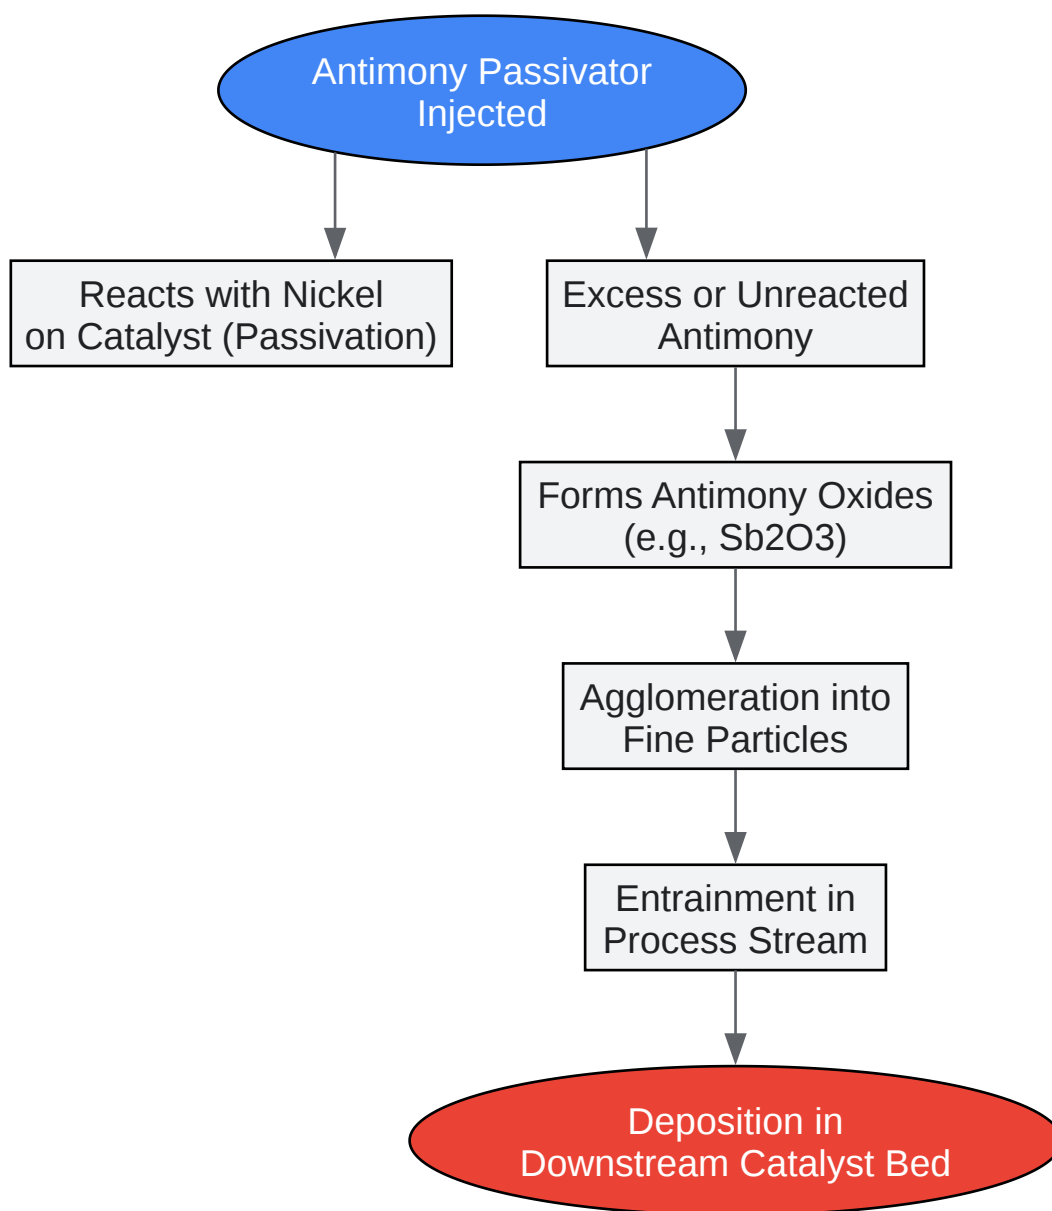 Antimony Passivator
Injected
Reacts with Nickel
on Catalyst (Passivation)
Excess or Unreacted
Antimony
Forms Antimony Oxides
(e.g., Sb2O3)
Agglomeration into
Fine Particles
Entrainment in
Process Stream
Deposition in
Downstream Catalyst Bed